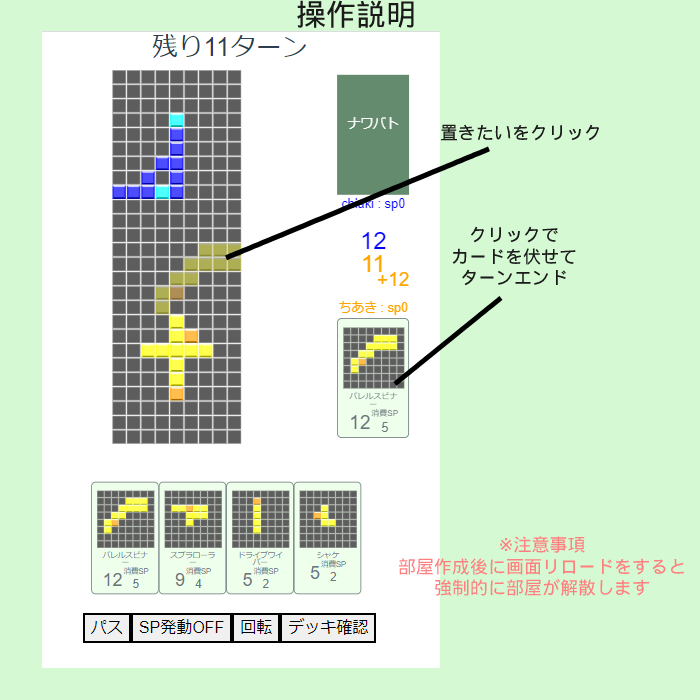 操作説明
残り11ターン
ナワバト
置きたいをクリック
chiaki : sp0
12
11
+12
クリックで
カードを伏せて
ターンエンド
ちあき : sp0
バレルスピナ
ー
12 消費SP
5
バレルスピナ
ー
12 消費SP
5
スプラローラ
ー
9 消費SP
4
ドライブワイ
パー
5 消費SP
2
シャケ
5 消費SP
2
※注意事項
部屋作成後に画面リロードをすると
強制的に部屋が解散します
パス SP発動OFF 回転 デッキ確認